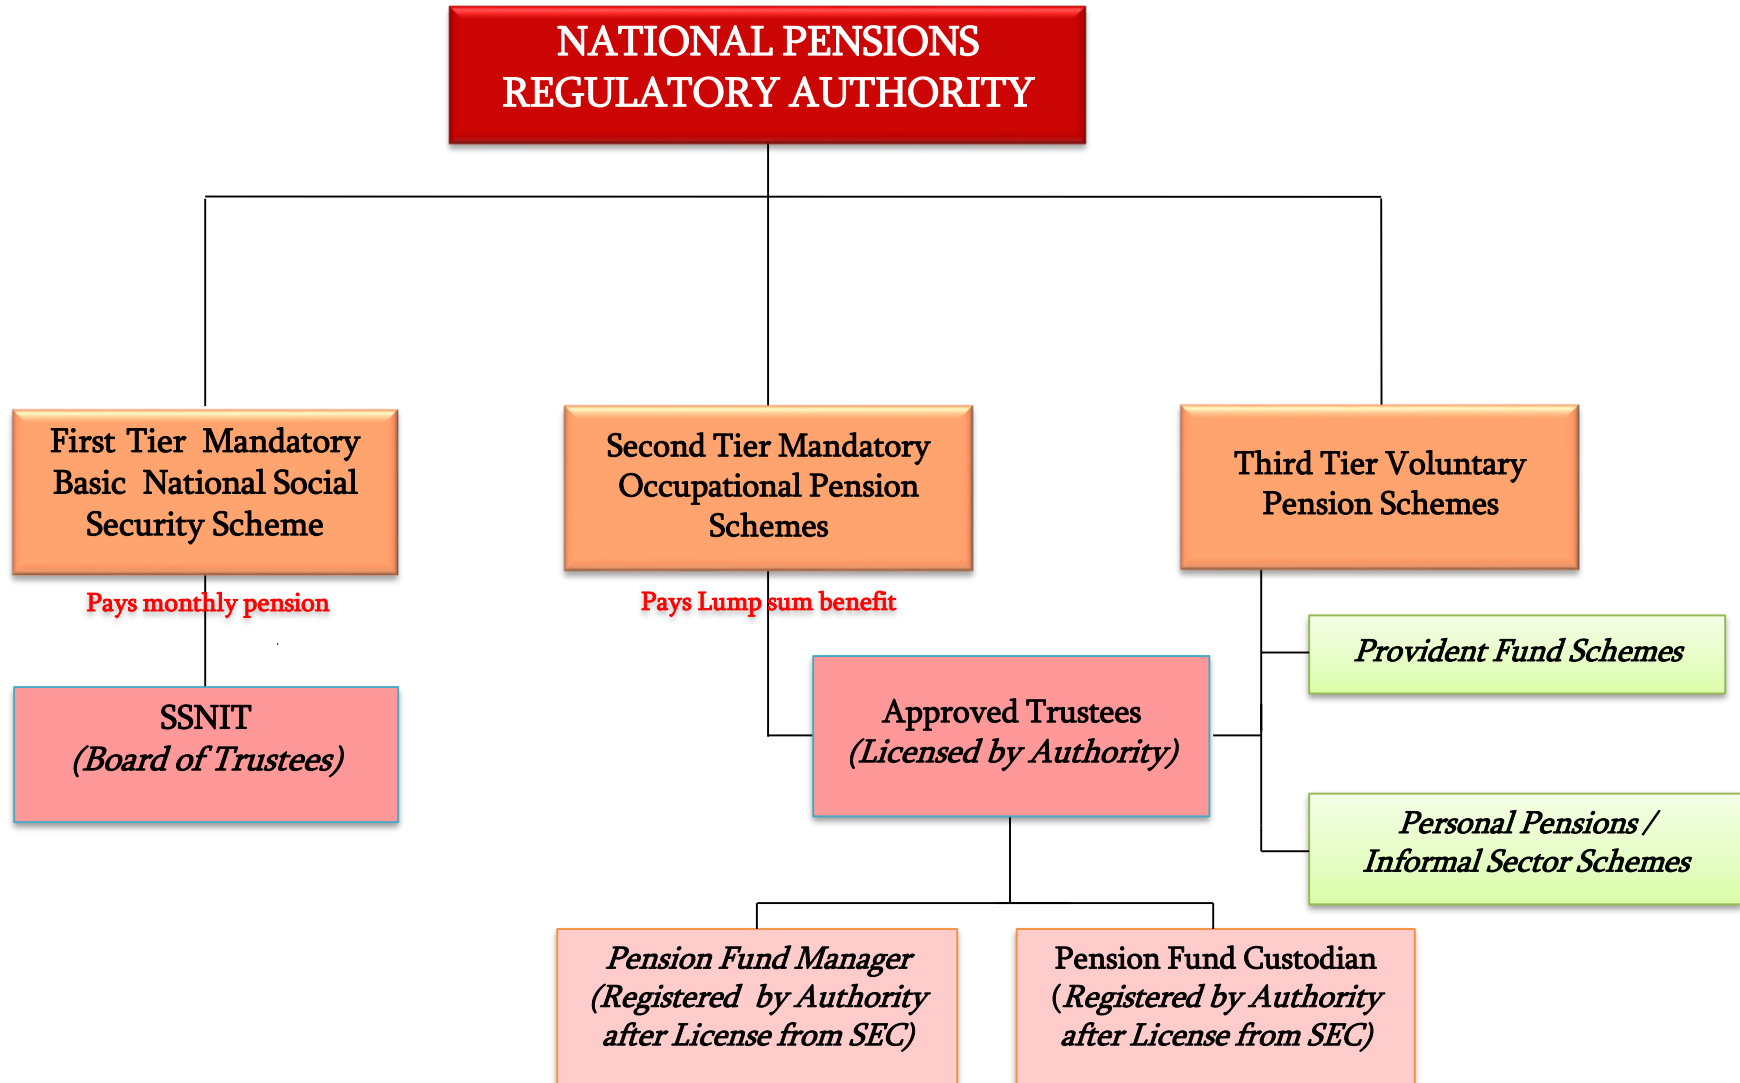 NATIONAL PENSIONS
REGULATORY AUTHORITY
First Tier Mandatory
Basic National Social
Security Scheme
Second Tier Mandatory
Occupational Pension
Schemes
Third Tier Voluntary
Pension Schemes
Pays monthly pension
Pays Lump sum benefit
Provident Fund Schemes
SSNIT
(Board of Trustees)
Approved Trustees
(Licensed by Authority)
Personal Pensions /
Informal Sector Schemes
Pension Fund Manager
(Registered by Authority
after License from SEC)
Pension Fund Custodian
(Registered by Authority
after License from SEC)